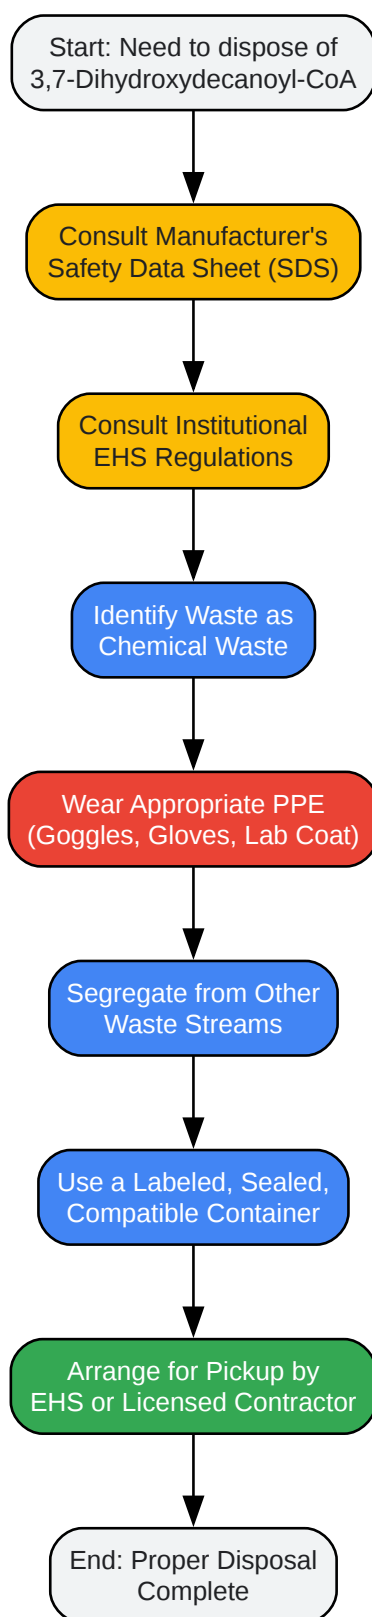 Start: Need to dispose of
3,7-Dihydroxydecanoyl-CoA
Consult Manufacturer's
Safety Data Sheet (SDS)
Consult Institutional
EHS Regulations
Identify Waste as
Chemical Waste
Wear Appropriate PPE
(Goggles, Gloves, Lab Coat)
Segregate from Other
Waste Streams
Use a Labeled, Sealed,
Compatible Container
Arrange for Pickup by
EHS or Licensed Contractor
End: Proper Disposal
Complete